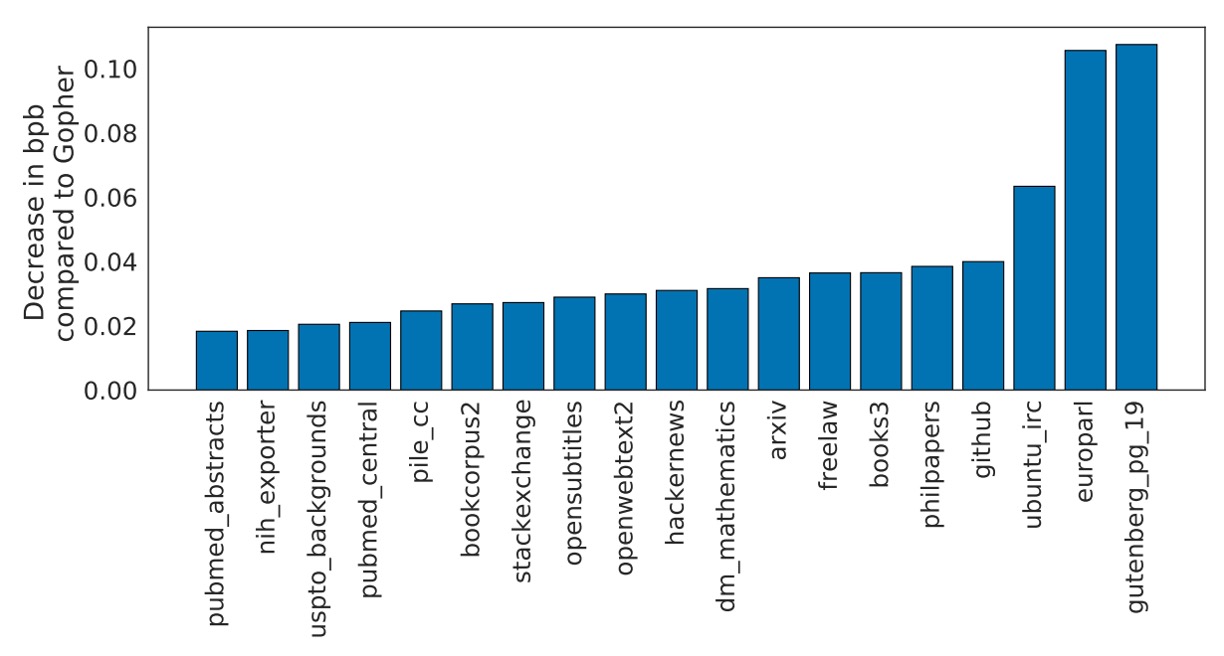 Decrease in bpb
compared to Gopher
0.10
0.08
0.06
0.04
0.02
0.00
pubmed_abstracts
nih_exporter
uspto_backgrounds
pubmed_central
pile_cc
bookcorpus2
stackexchange
opensubtitles
openwebtext2
hackernews
dm_mathematics
arxiv
freelaw
books3
philpapers
github
ubuntu_irc
europarl
gutenberg_pg_19